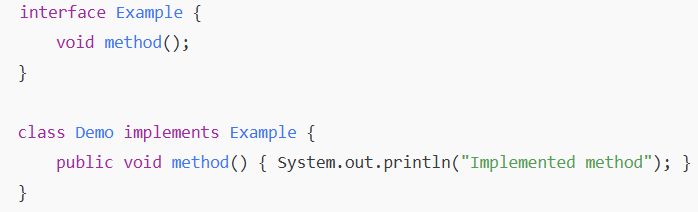 interface Example {
    void method();
}

class Demo implements Example {
    public void method() { System.out.println("Implemented method"); }
}